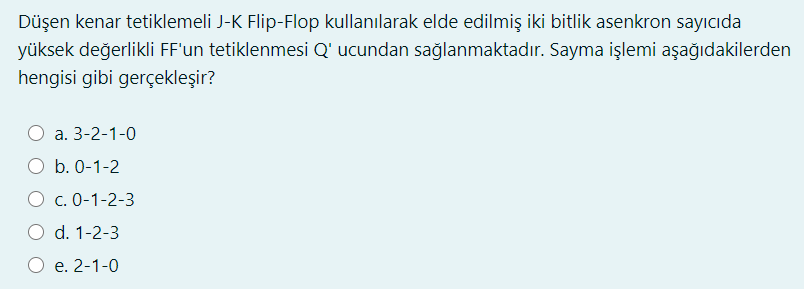 Düşen kenar tetiklemeli J-K Flip-Flop kullanılarak elde edilmiş iki bitlik asenkron sayıcıda
yüksek değerlikli FF'un tetiklenmesi Q' ucundan sağlanmaktadır. Sayma işlemi aşağıdakilerden
hengisi gibi gerçekleşir?
a. 3-2-1-0
b. 0-1-2
c. 0-1-2-3
d. 1-2-3
e. 2-1-0